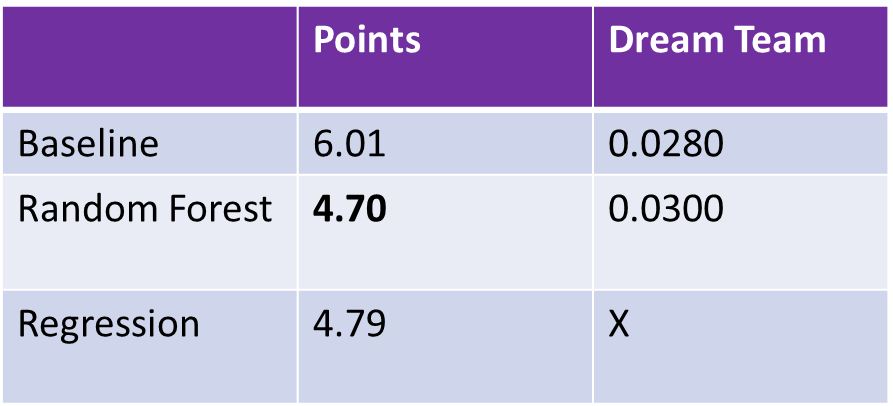 Points Dream Team
Baseline 6.01 0.0280
Random Forest 4.70 0.0300
Regression 4.79 X